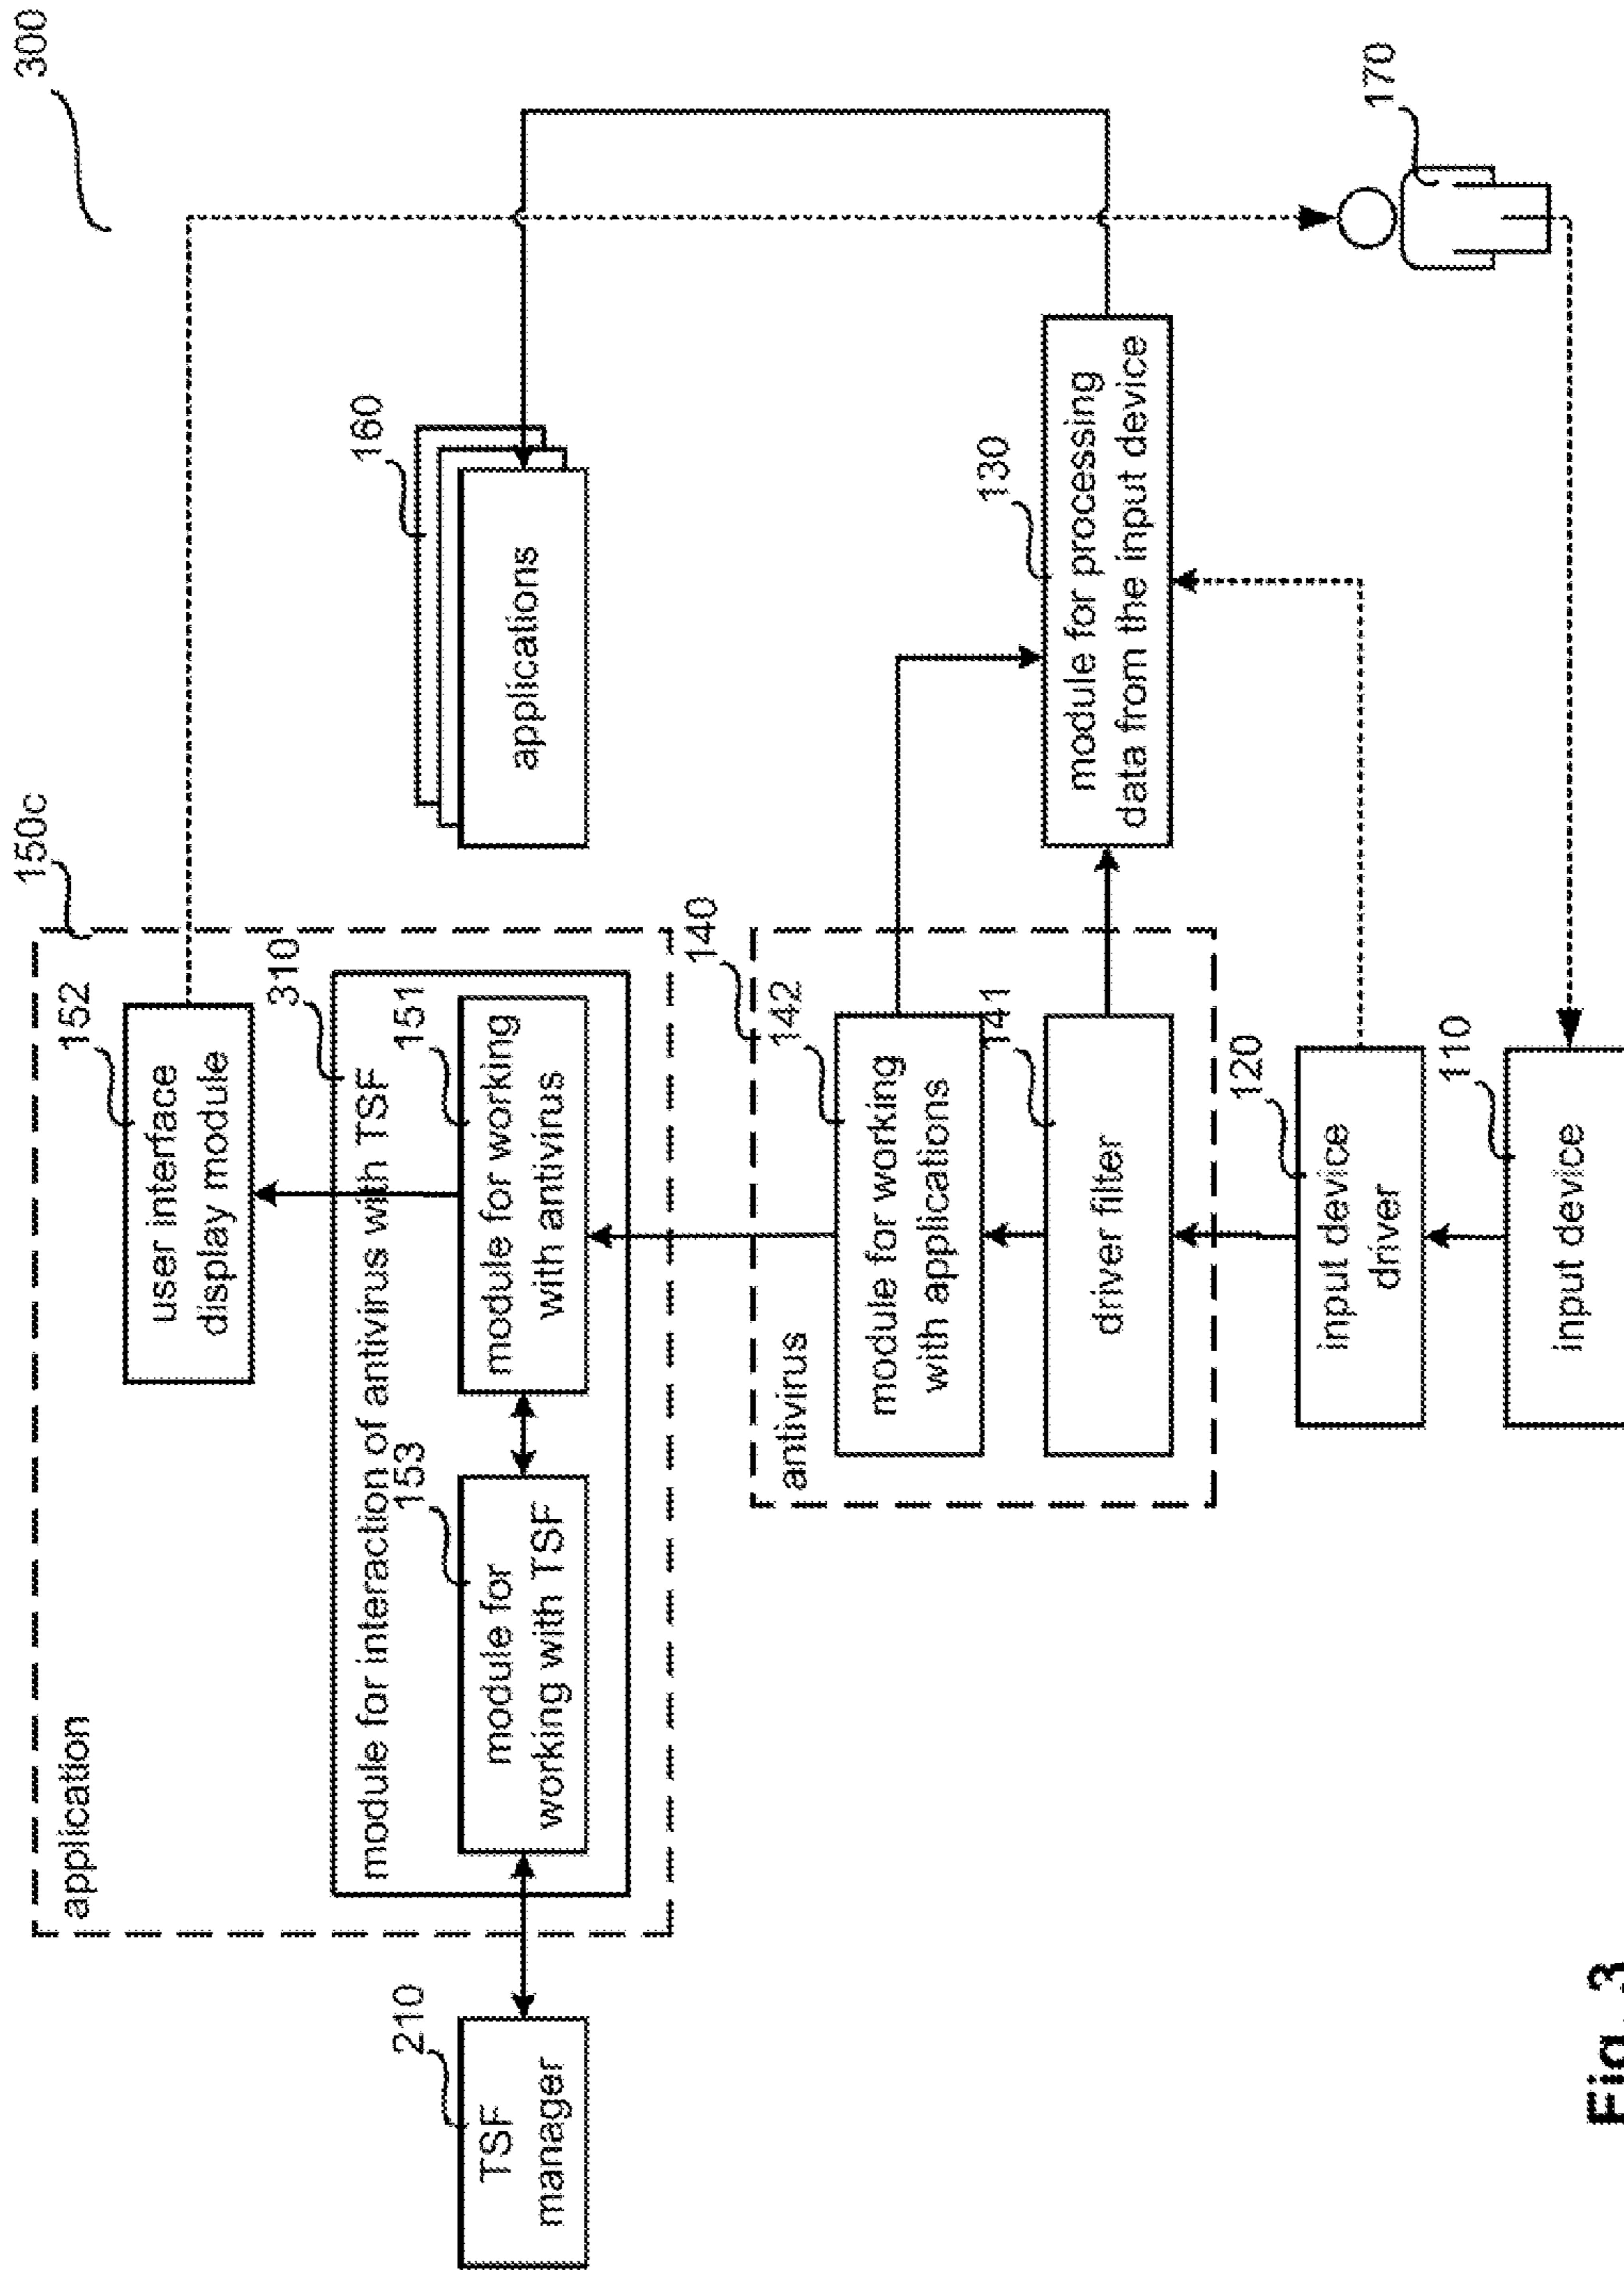 300
150c
application
152
user interface
display module
310
module for interaction of antivirus with TSF
153
151
210
TSF
manager
module for
working with TSF
module for working
with antivirus
160
applications
140
antivirus
142
module for working
with applications
141
driver filter
130
module for processing
data from the input device
120
input device
driver
110
input device
170
Fig. 3